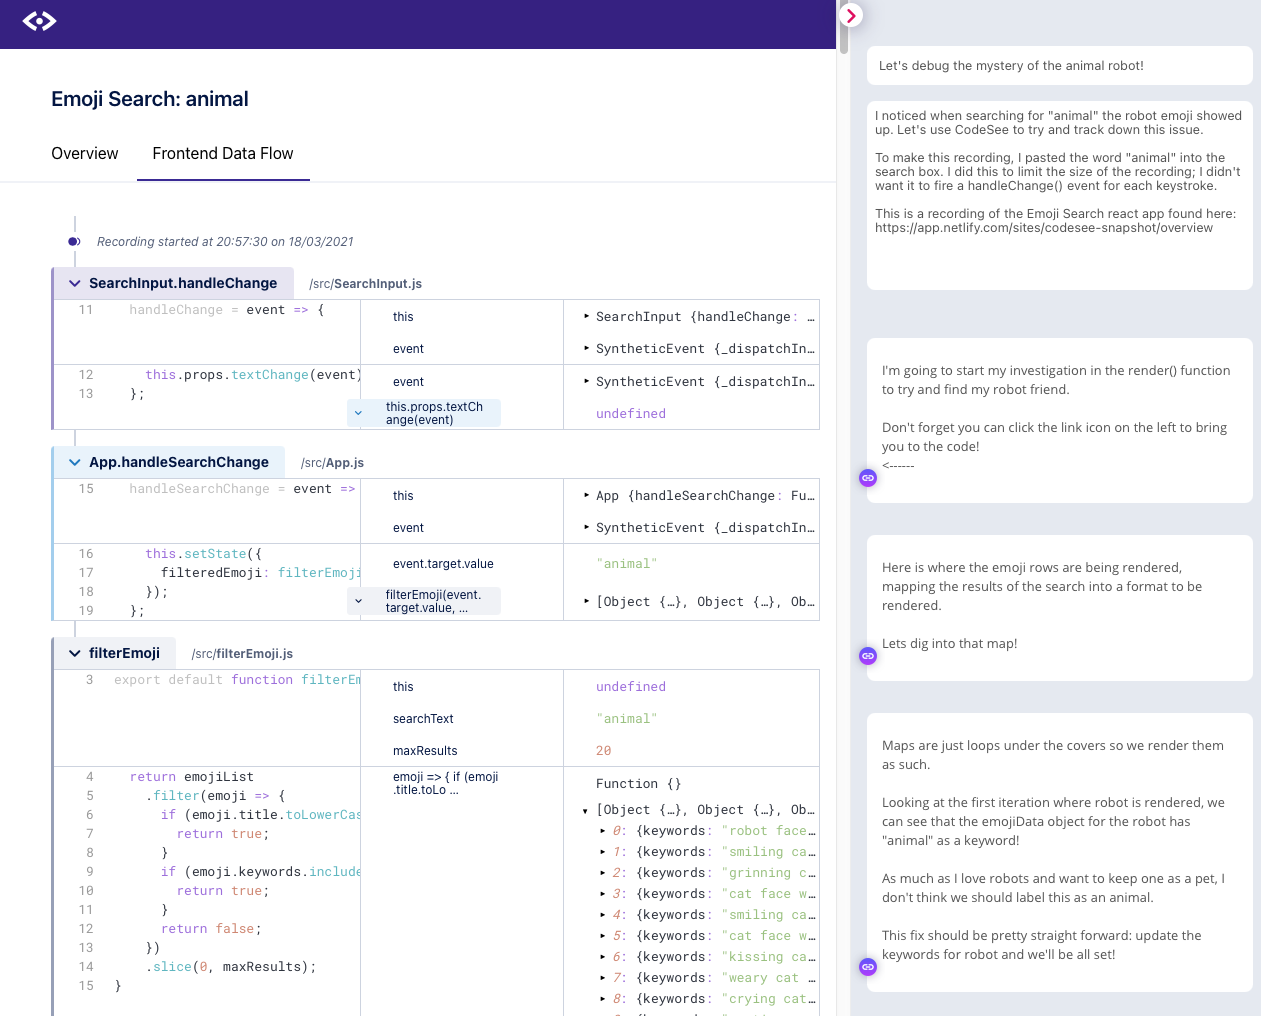 Emoji Search: animal
Overview
Frontend Data Flow
Recording started at 20:57:30 on 18/03/2021
SearchInput.handleChange
/src/SearchInput.js
11 handleChange = event => {
this
▸ SearchInput {handleChange: …
event
▸ SyntheticEvent {_dispatchIn…
12 this.props.textChange(event)
event
▸ SyntheticEvent {_dispatchIn…
13 };
this.props.textCh
ange(event)
undefined
App.handleSearchChange
/src/App.js
15 handleSearchChange = event =>
this
▸ App {handleSearchChange: Fu…
event
▸ SyntheticEvent {_dispatchIn…
16 this.setState({
event.target.value
"animal"
17 filteredEmoji: filterEmoji
18 });
filterEmoji(event.
target.value, ...
▸ [Object {…}, Object {…}, Ob…
19 };
filterEmoji
/src/filterEmoji.js
3 export default function filterEm
this
undefined
searchText
"animal"
maxResults
20
4 return emojiList
emoji => { if (emoji
.title.toLo ...
Function {}
5 .filter(emoji => {
▾ [Object {…}, Object {…}, Ob…
6 if (emoji.title.toLowerCas
▸ 0: {keywords: "robot face…
7 return true;
▸ 1: {keywords: "smiling ca…
8 }
▸ 2: {keywords: "grinning c…
9 if (emoji.keywords.include
10 return true;
▸ 3: {keywords: "cat face w…
11 }
▸ 4: {keywords: "smiling ca…
12 return false;
▸ 5: {keywords: "cat face w…
13 })
▸ 6: {keywords: "kissing ca…
14 .slice(0, maxResults);
▸ 7: {keywords: "weary cat …
15 }
▸ 8: {keywords: "crying cat…
Let's debug the mystery of the animal robot!
I noticed when searching for "animal" the robot emoji showed
up. Let's use CodeSee to try and track down this issue.
To make this recording, I pasted the word "animal" into the
search box. I did this to limit the size of the recording; I didn't
want it to fire a handleChange() event for each keystroke.
This is a recording of the Emoji Search react app found here:
https://app.netlify.com/sites/codesee-snapshot/overview
I'm going to start my investigation in the render() function
to try and find my robot friend.
Don't forget you can click the link icon on the left to bring
you to the code!
<------
Here is where the emoji rows are being rendered,
mapping the results of the search into a format to be
rendered.
Lets dig into that map!
Maps are just loops under the covers so we render them
as such.
Looking at the first iteration where robot is rendered, we
can see that the emojiData object for the robot has
"animal" as a keyword!
As much as I love robots and want to keep one as a pet, I
don't think we should label this as an animal.
This fix should be pretty straight forward: update the
keywords for robot and we'll be all set!